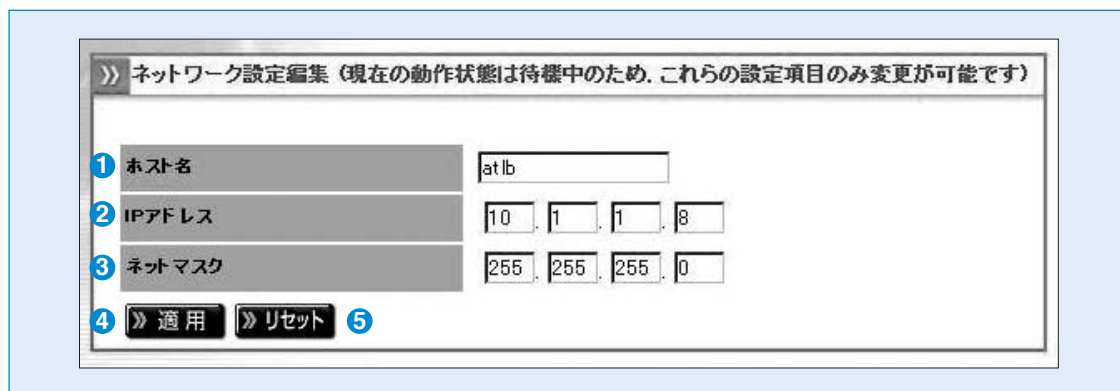 》 ネットワーク設定編集 (現在の動作状態は待機中のため, これらの設定項目のみ変更が可能です)
1 ホスト名 atlb
2 IPアドレス 10 . 1 . 1 . 8
3 ネットマスク 255 . 255 . 255 . 0
4 》 適用 》 リセット 5